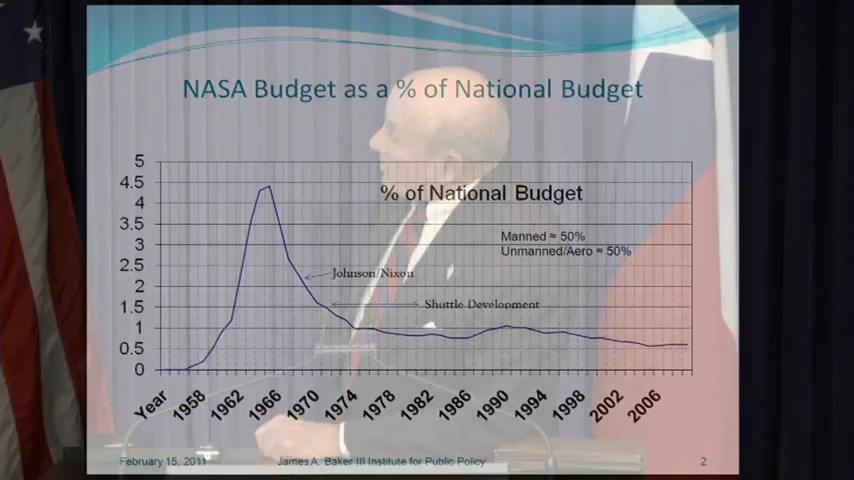 NASA Budget as a % of National Budget
5
4.5
4
3.5
3
2.5
2
1.5
1
0.5
0
% of National Budget
Manned ≈ 50%
Unmanned/Aero ≈ 50%
Johnson/Nixon
Shuttle Development
Year
1958
1962
1966
1970
1974
1978
1982
1986
1990
1994
1998
2002
2006
February 15, 2011
James A. Baker III Institute for Public Policy
2